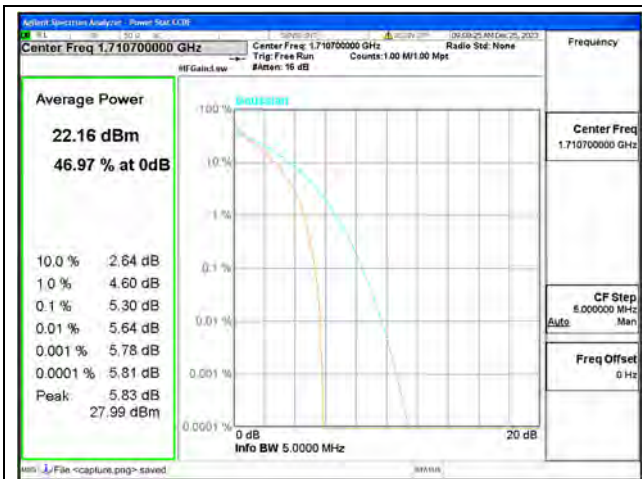 Agilent Spectrum Analyzer - Power Stat CCDF
Center Freq 1.710700000 GHz
Center Freq: 1.710700000 GHz
Trig: Free Run
Counts:1.00 M/1.00 Mpt
#IFGain:Low
#Atten: 16 dB
09:09:25 AM Dec 25, 2023
Radio Std: None
Frequency
Average Power
22.16 dBm
46.97 % at 0dB
10.0 % 2.64 dB
1.0 % 4.60 dB
0.1 % 5.30 dB
0.01 % 5.64 dB
0.001 % 5.78 dB
0.0001 % 5.81 dB
Peak 5.83 dB
27.99 dBm
Gaussian
100 %
10 %
1 %
0.1 %
0.01 %
0.001 %
0.0001 %
0 dB
20 dB
Info BW 5.0000 MHz
Center Freq
1.710700000 GHz
CF Step
5.000000 MHz
Auto Man
Freq Offset
0 Hz
MSG File <capture.png> saved
STATUS